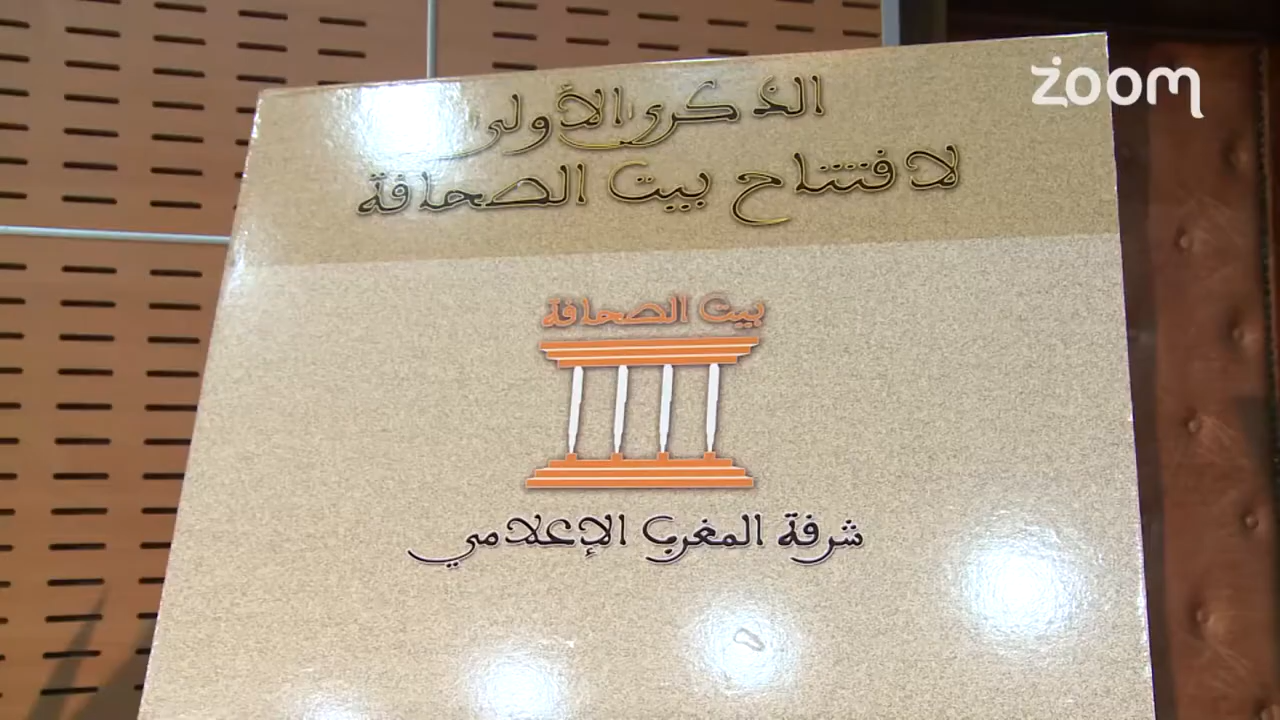 zoom
الذكرى الأولى
لافتتاح بيت الصحافة
بيت الصحافة
شرفة المغرب الإعلامي